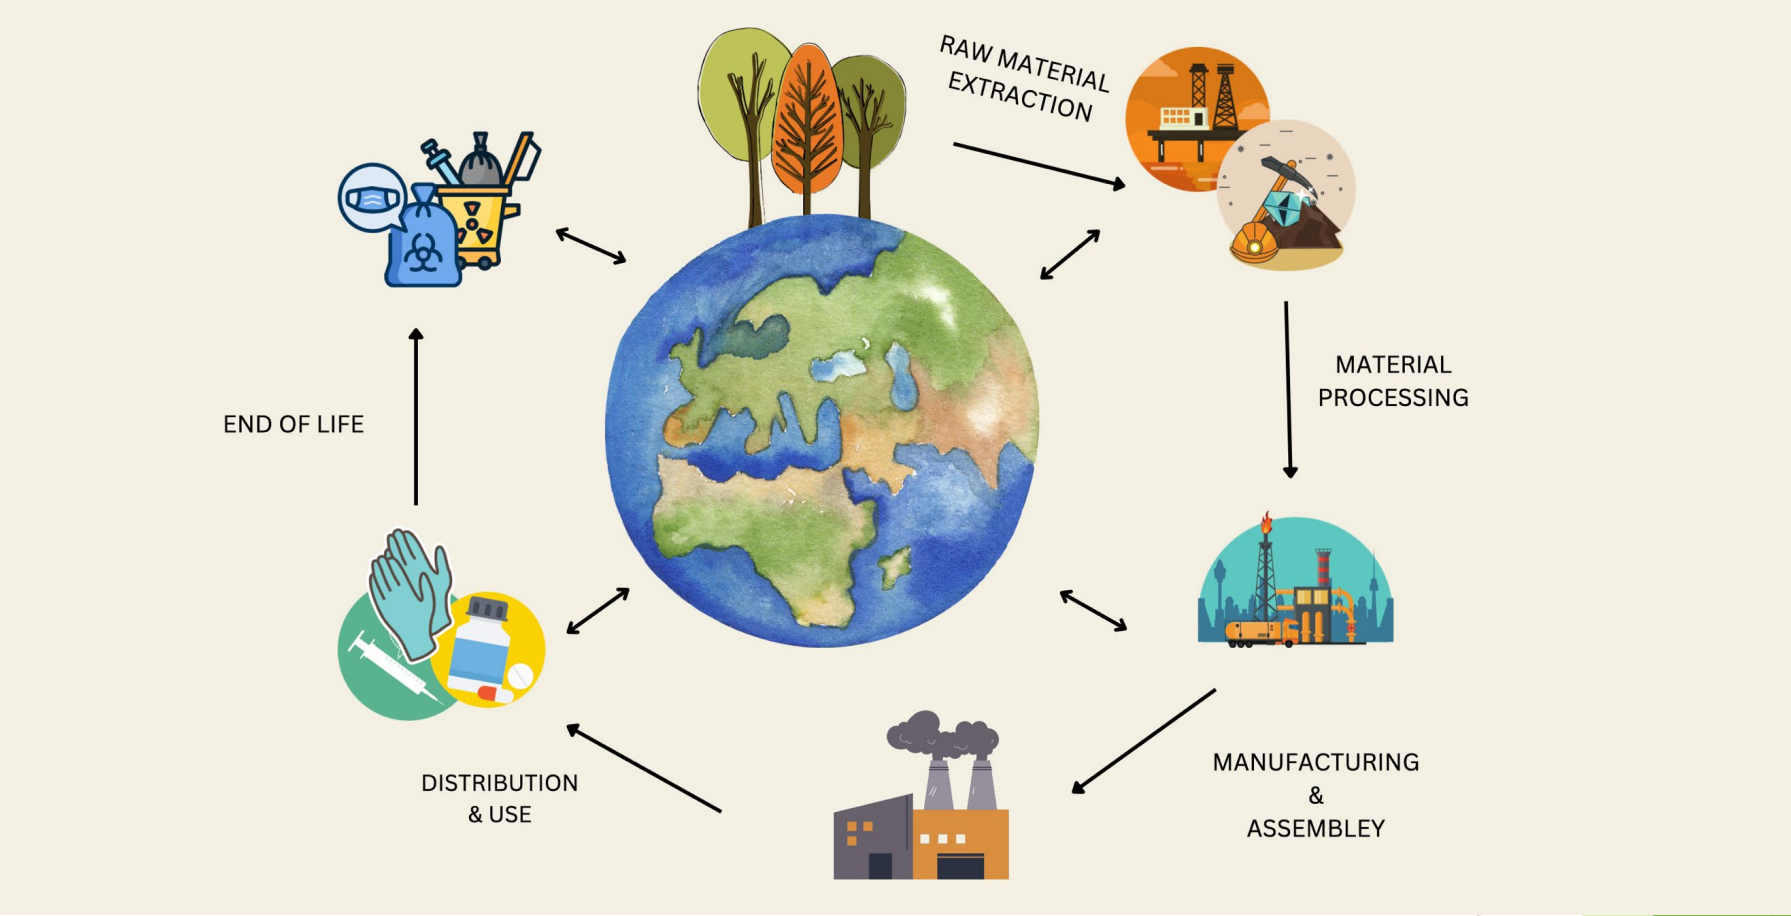 RAW MATERIAL
EXTRACTION
MATERIAL
PROCESSING
MANUFACTURING
&
ASSEMBLEY
DISTRIBUTION
& USE
END OF LIFE